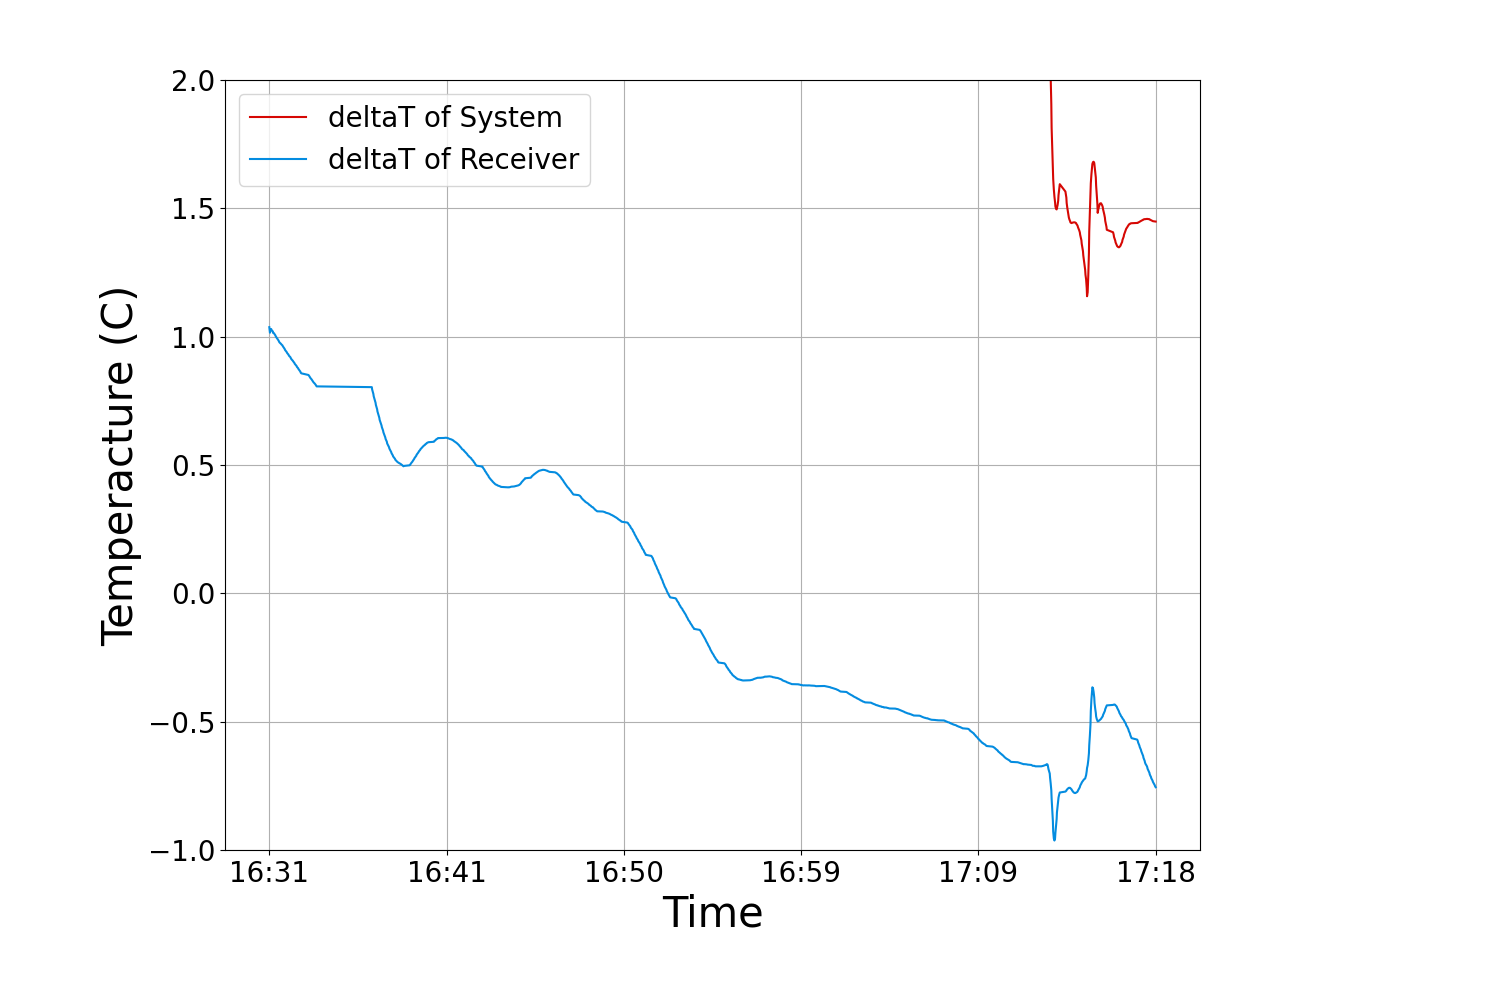 2.0
1.5
1.0
0.5
0.0
−0.5
−1.0
deltaT of System
deltaT of Receiver
Temperacture (C)
16:31 16:41 16:50 16:59 17:09 17:18
Time